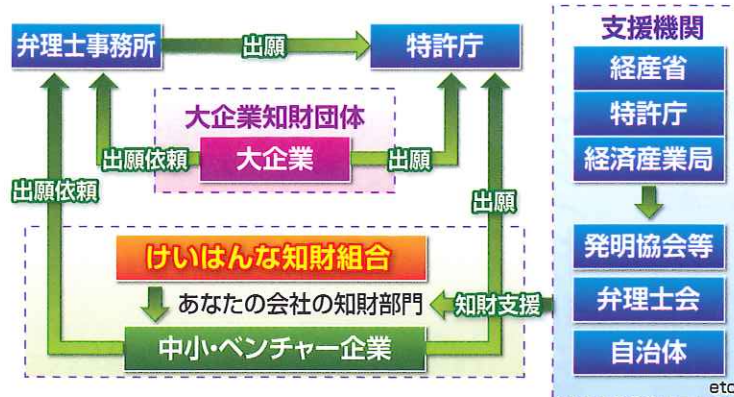 弁理士事務所
出願
特許庁
大企業知財団体
大企業
出願依頼
出願
出願依頼
出願
けいはんな知財組合
あなたの会社の知財部門
知財支援
中小・ベンチャー企業
支援機関
経産省
特許庁
経済産業局
発明協会等
弁理士会
自治体
etc